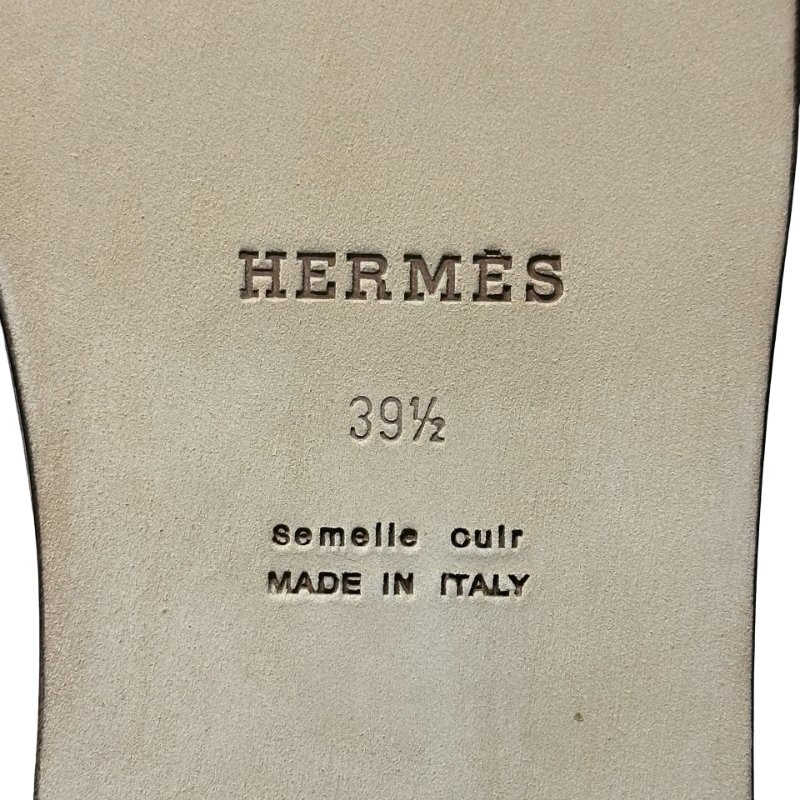 HERMÈS
39½
semelle cuir
MADE IN ITALY